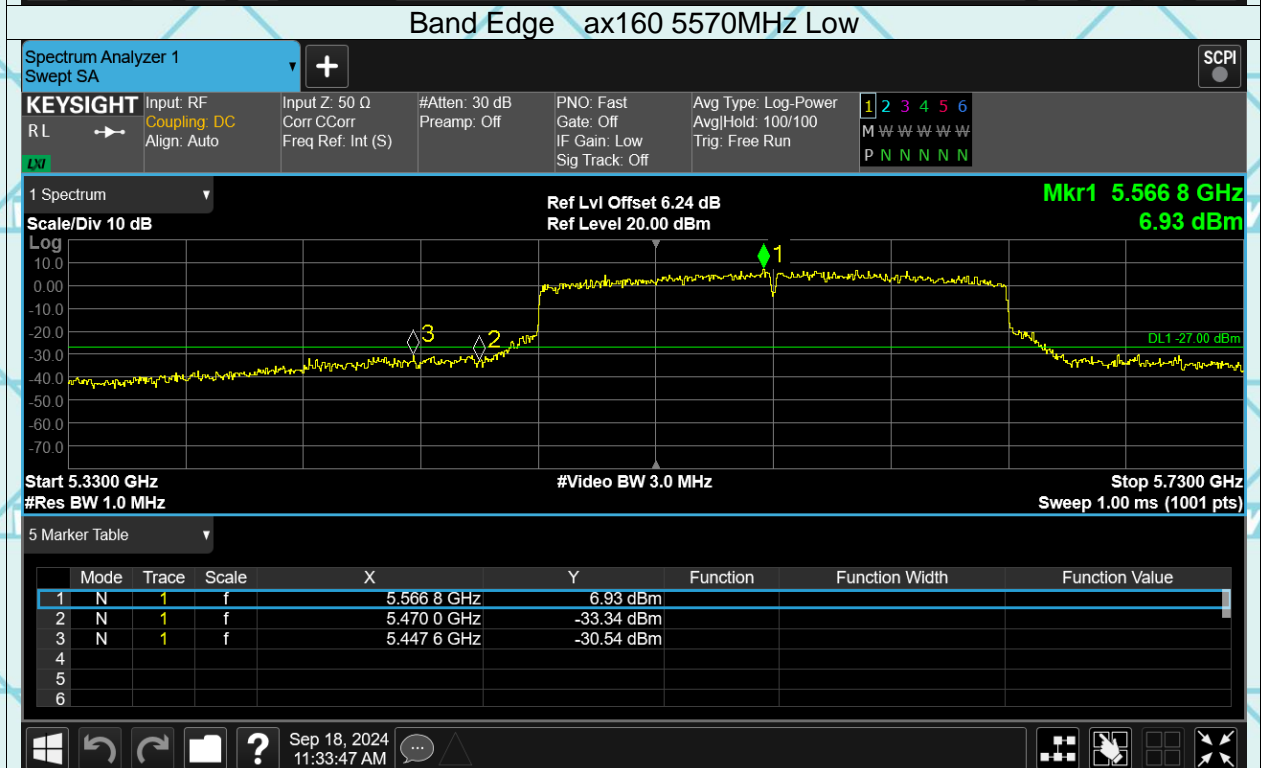 Band Edge ax160 5570MHz Low
Spectrum Analyzer 1
Swept SA
+
SCPI
KEYSIGHT Input: RF Input Z: 50 Ω #Atten: 30 dB PNO: Fast Avg Type: Log-Power 1 2 3 4 5 6
R L Coupling: DC Corr CCorr Preamp: Off Gate: Off Avg|Hold: 100/100 M W W W W W
Align: Auto Freq Ref: Int (S) IF Gain: Low Trig: Free Run P N N N N N
LXI Sig Track: Off
1 Spectrum Ref Lvl Offset 6.24 dB Mkr1 5.566 8 GHz
Scale/Div 10 dB Ref Level 20.00 dBm 6.93 dBm
Log
10.0
0.00
-10.0
-20.0
-30.0
-40.0
-50.0
-60.0
-70.0
1
3
2
DL1 -27.00 dBm
Start 5.3300 GHz #Video BW 3.0 MHz Stop 5.7300 GHz
#Res BW 1.0 MHz Sweep 1.00 ms (1001 pts)
5 Marker Table
Mode Trace Scale X Y Function Function Width Function Value
1 N 1 f 5.566 8 GHz 6.93 dBm
2 N 1 f 5.470 0 GHz -33.34 dBm
3 N 1 f 5.447 6 GHz -30.54 dBm
4
5
6
? Sep 18, 2024
11:33:47 AM